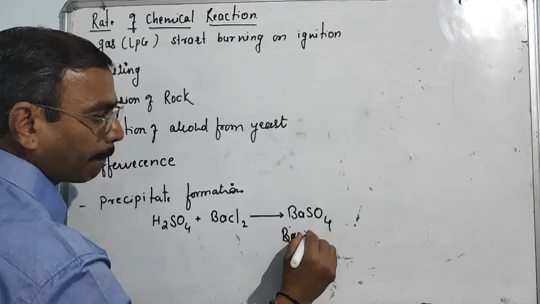 Rate of Chemical Reaction
gas (LPG) start burning on ignition
of Rock
of alcohol from yeast
- Precipitate formation
H2SO4 + BaCl2 ⟶ BaSO4